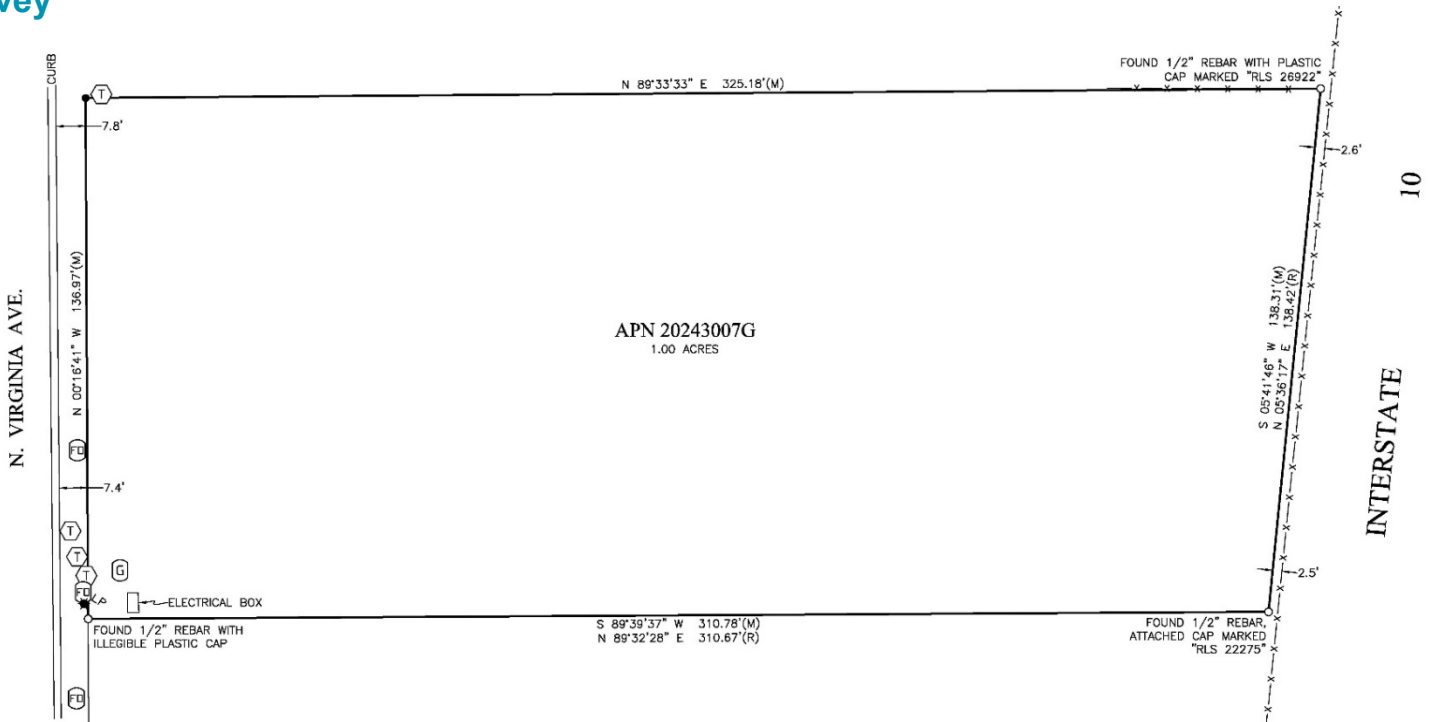 vey
CURB
T
N 89°33'33" E 325.18'(M)
FOUND 1/2" REBAR WITH PLASTIC
CAP MARKED "RLS 26922"
7.8'
2.6'
10
N. VIRGINIA AVE.
N 00°16'41" W 136.97'(M)
APN 20243007G
1.00 ACRES
S 05°41'46" W 138.31'(M)
N 05°36'17" E 138.42'(R)
INTERSTATE
FO
7.4'
T
T
T
G
FO
LP
ELECTRICAL BOX
2.5'
FOUND 1/2" REBAR WITH
ILLEGIBLE PLASTIC CAP
S 89°39'37" W 310.78'(M)
N 89°32'28" E 310.67'(R)
FOUND 1/2" REBAR,
ATTACHED CAP MARKED
"RLS 22275"
FO